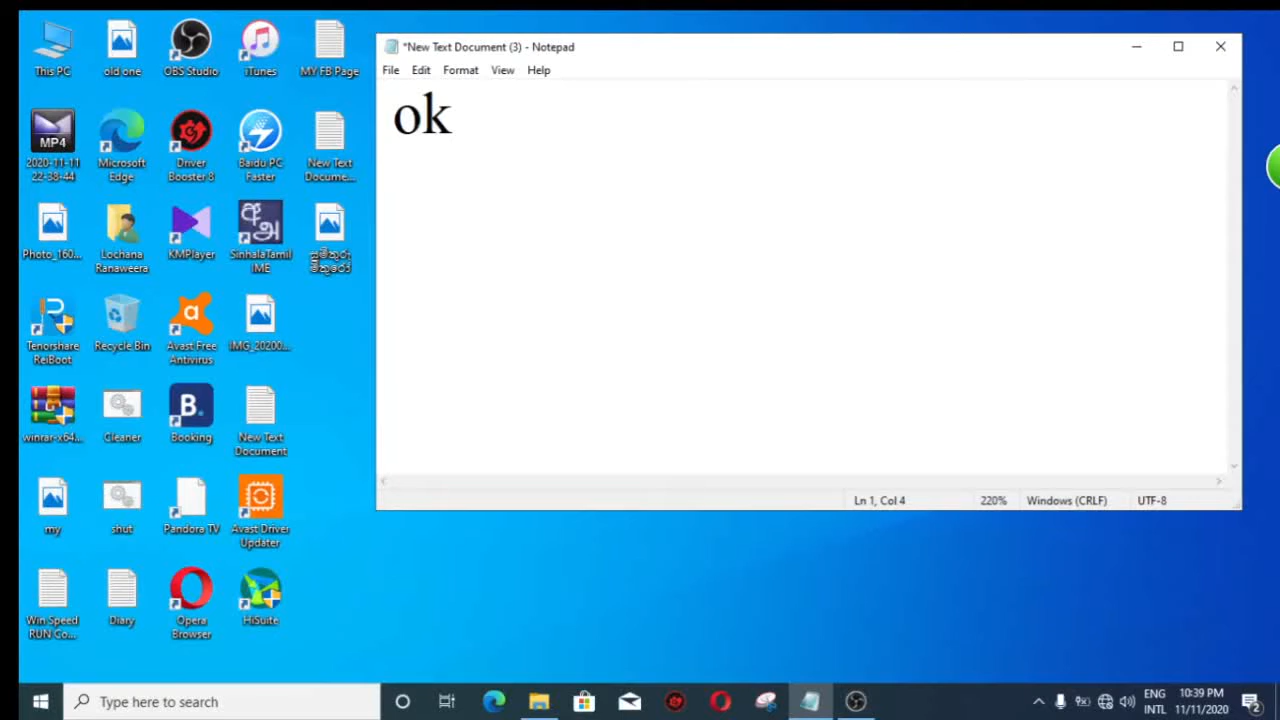 This PC
old one
OBS Studio
iTunes
MY FB Page
MP4
2020-11-11
22-38-44
Microsoft
Edge
Driver
Booster 8
Baidu PC
Faster
New Text
Docume...
Photo_160...
Lochana
Ranaweera
KMPlayer
අ
அ
SinhalaTamil
IME
සුමිතුරු
මිතුරෝ
Tenorshare
ReiBoot
Recycle Bin
Avast Free
Antivirus
IMG_20200...
winrar-x64...
Cleaner
B.
Booking
New Text
Document
my
shut
Pandora TV
Avast Driver
Updater
Win Speed
RUN Co...
Diary
Opera
Browser
HiSuite
*New Text Document (3) - Notepad
File Edit Format View Help
ok
Ln 1, Col 4 220% Windows (CRLF) UTF-8
Type here to search
ENG
INTL
10:39 PM
11/11/2020
2